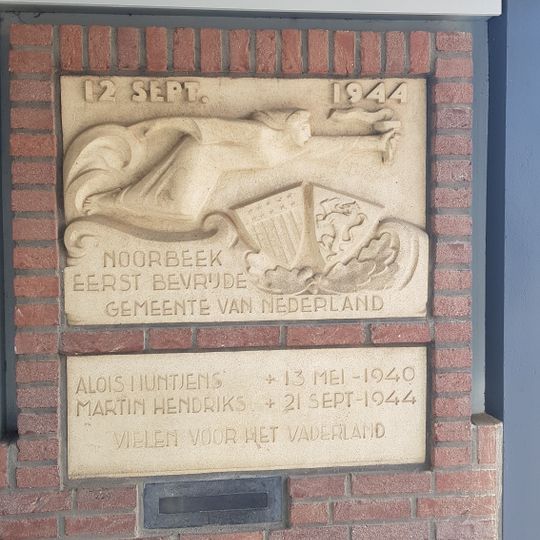 12 SEPT. 1944
NOORBEEK
EERST BEVRIJDE
GEMEENTE VAN NEDERLAND
ALOIS HUNTJENS + 13 MEI - 1940
MARTIN HENDRIKS + 21 SEPT - 1944
VIELEN VOOR HET VADERLAND